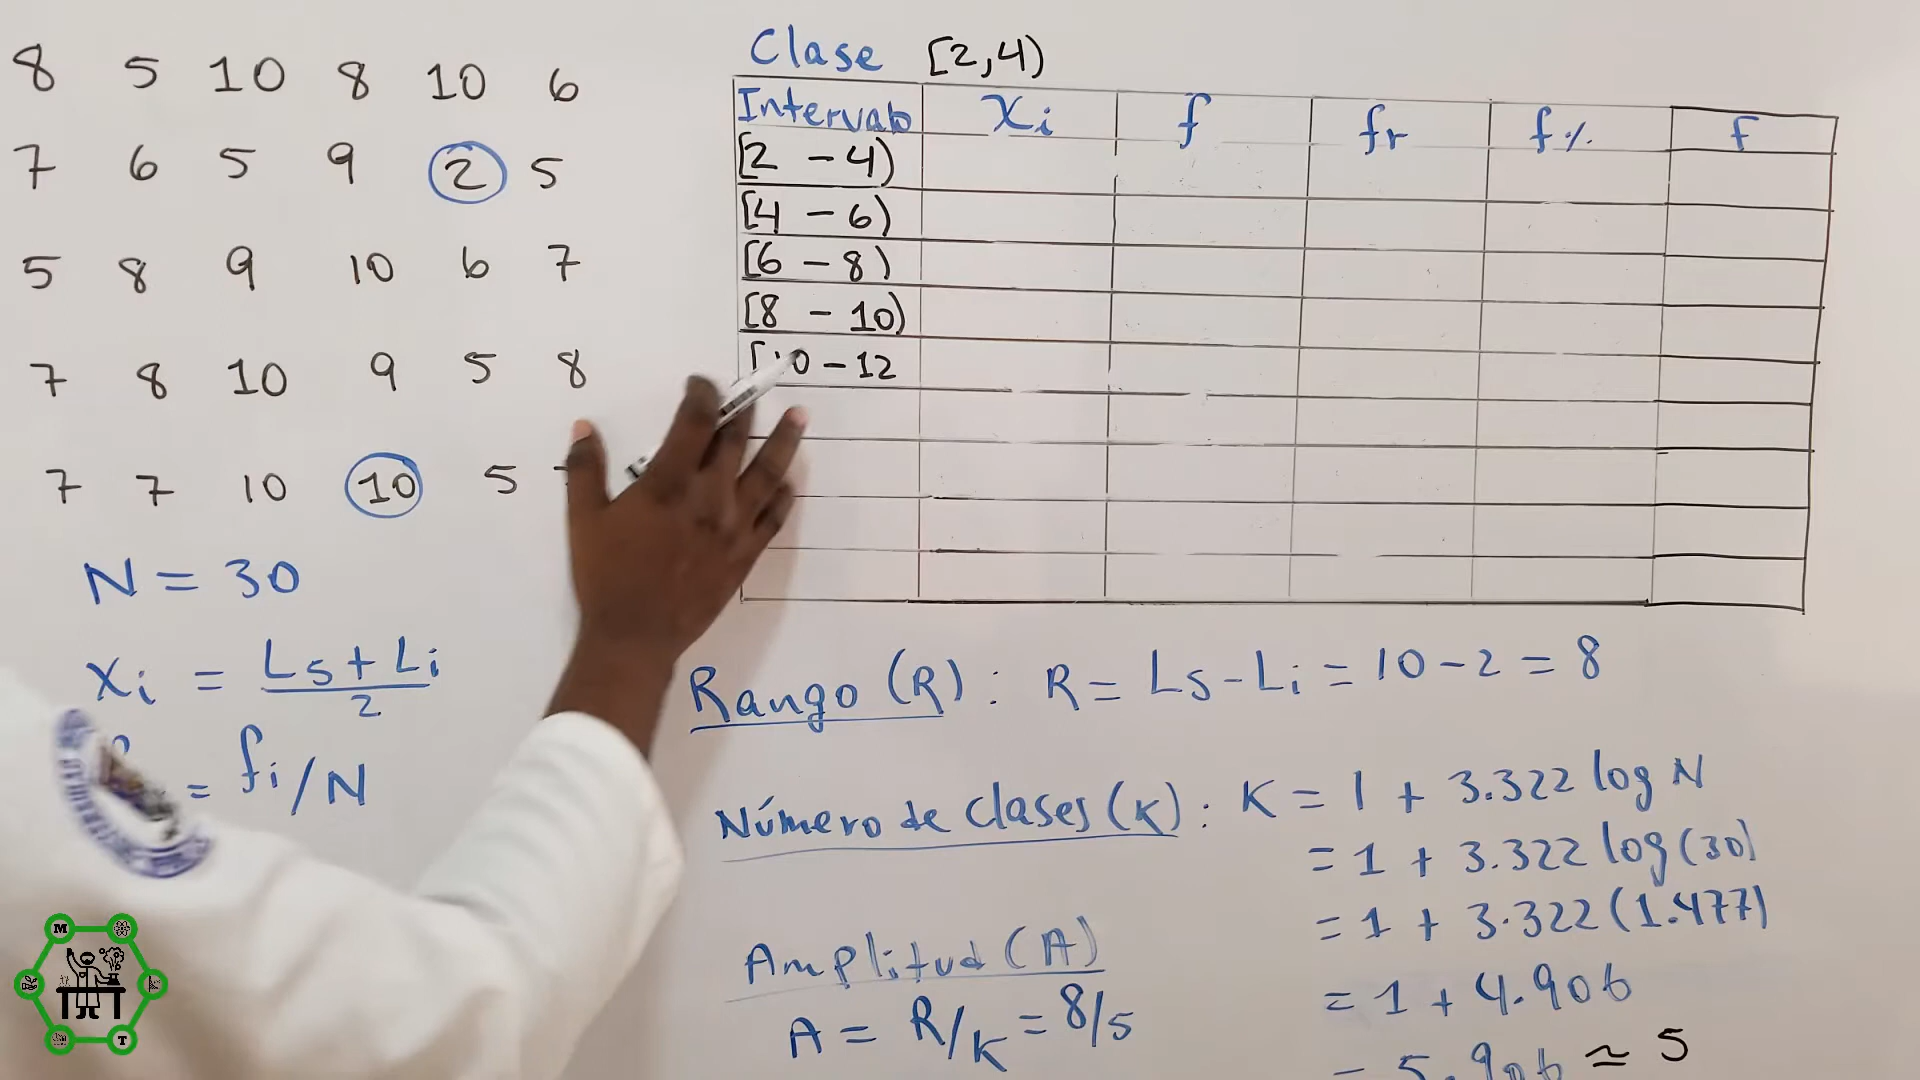 8 5 10 8 10 6
7 6 5 9 2 5
5 8 9 10 6 7
7 8 10 9 5 8
7 7 10 10 5
N = 30
xi = Ls + Li / 2
= fi/N
Clase [2,4)
Intervalo xi f fr f% F
[2 - 4)
[4 - 6)
[6 - 8)
[8 - 10)
[10 - 12
Rango (R): R = Ls - Li = 10 - 2 = 8
Número de clases (K): K = 1 + 3.322 log N
= 1 + 3.322 log (30)
= 1 + 3.322 (1.477)
= 1 + 4.906
= 5.906 ≈ 5
Amplitud (A)
A = R/K = 8/5
M
T